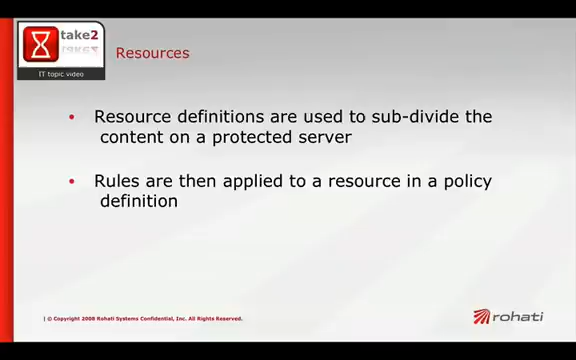 take2
IT topic video
Resources
• Resource definitions are used to sub-divide the
content on a protected server
• Rules are then applied to a resource in a policy
definition
| © Copyright 2008 Rohati Systems Confidential, Inc. All Rights Reserved.
rohati